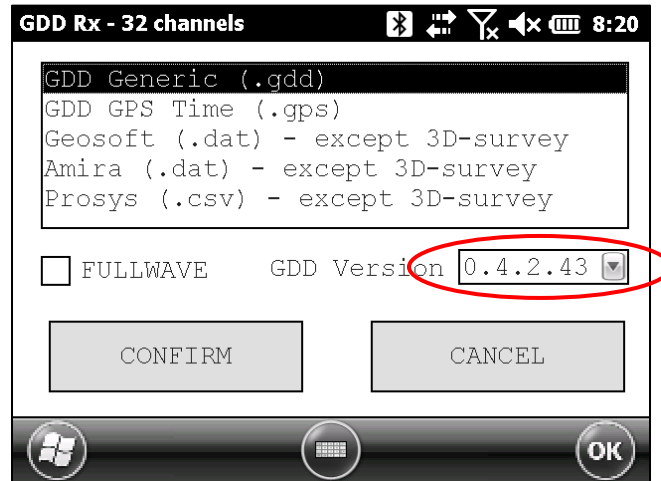 GDD Rx - 32 channels 8:20
GDD Generic (.gdd)
GDD GPS Time (.gps)
Geosoft (.dat) - except 3D-survey
Amira (.dat) - except 3D-survey
Prosys (.csv) - except 3D-survey
FULLWAVE GDD Version 0.4.2.43
CONFIRM CANCEL
OK